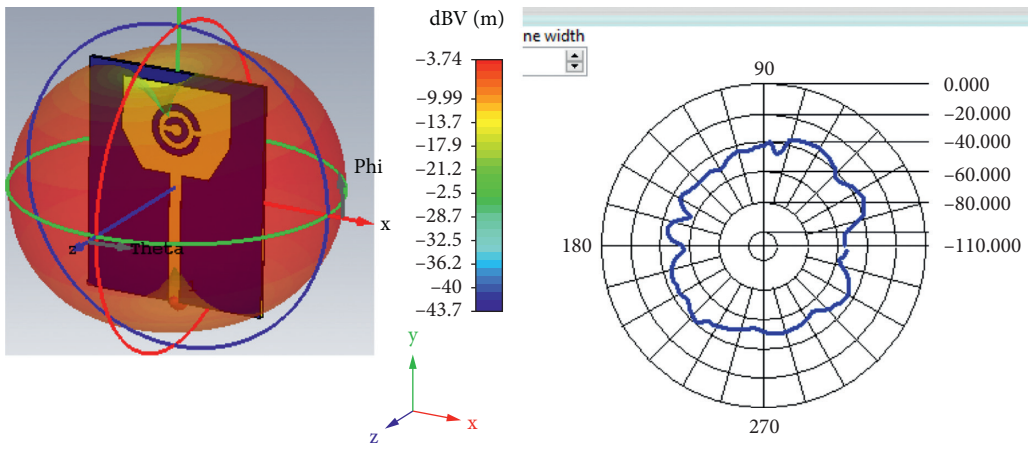 dBV (m)
−3.74
−9.99
−13.7
−17.9
−21.2
−2.5
−28.7
−32.5
−36.2
−40
−43.7
Phi
x
z
Theta
y
x
z
ne width
90
180
270
0.000
−20.000
−40.000
−60.000
−80.000
−110.000